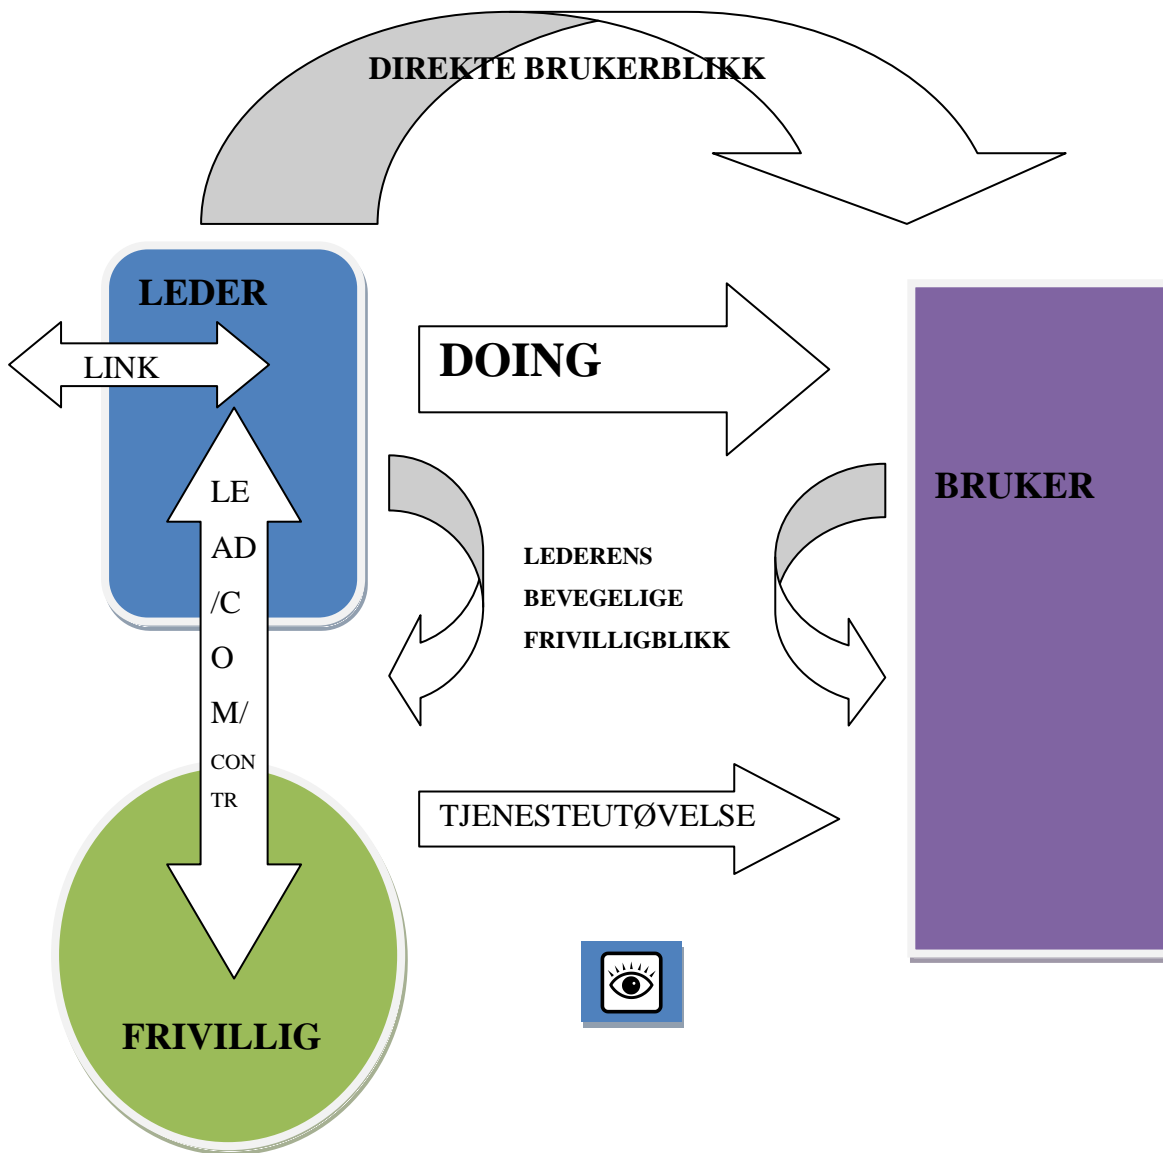 DIREKTE BRUKERBLIKK
LEDER
LINK
DOING
LE
AD
/C
O
M/
CON
TR
BRUKER
LEDERENS
BEVEGELIGE
FRIVILLIGBLIKK
TJENESTEUTØVELSE
FRIVILLIG